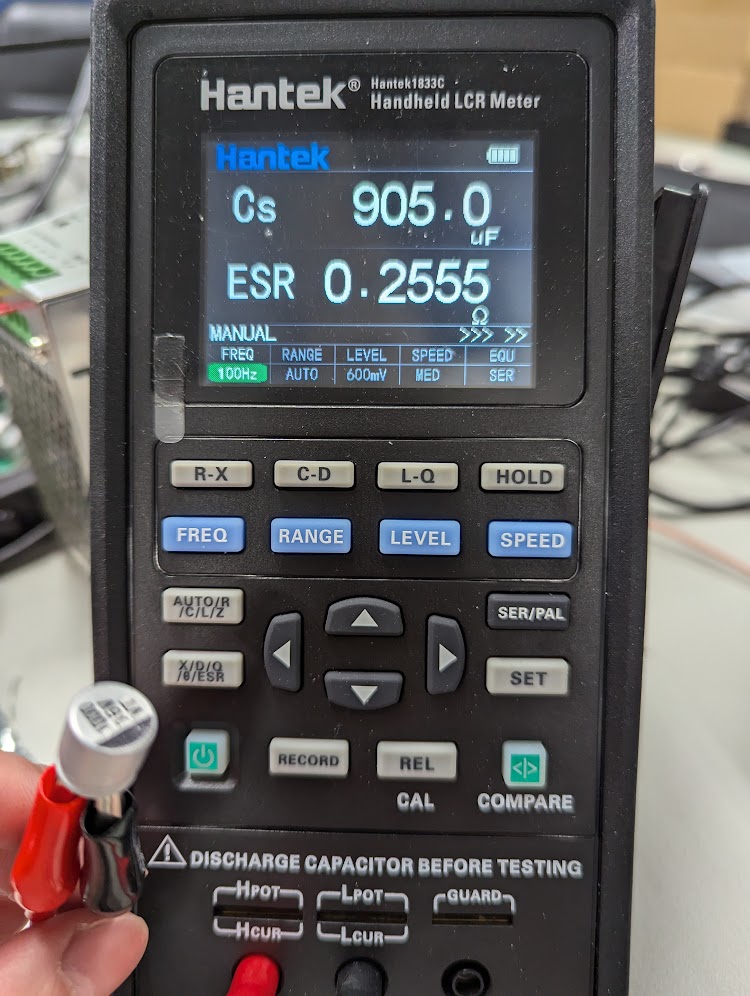 Hantek® Hantek1833C
Handheld LCR Meter
Hantek
Cs 905.0
uF
ESR 0.2555
Ω
MANUAL >>> >>
FREQ RANGE LEVEL SPEED EQU
100Hz AUTO 600mV MED SER
R-X C-D L-Q HOLD
FREQ RANGE LEVEL SPEED
AUTO/R
/C/L/Z
SER/PAL
X/D/Q
/θ/ESR
SET
RECORD REL
CAL COMPARE
DISCHARGE CAPACITOR BEFORE TESTING
HPOT LPOT GUARD
HCUR LCUR